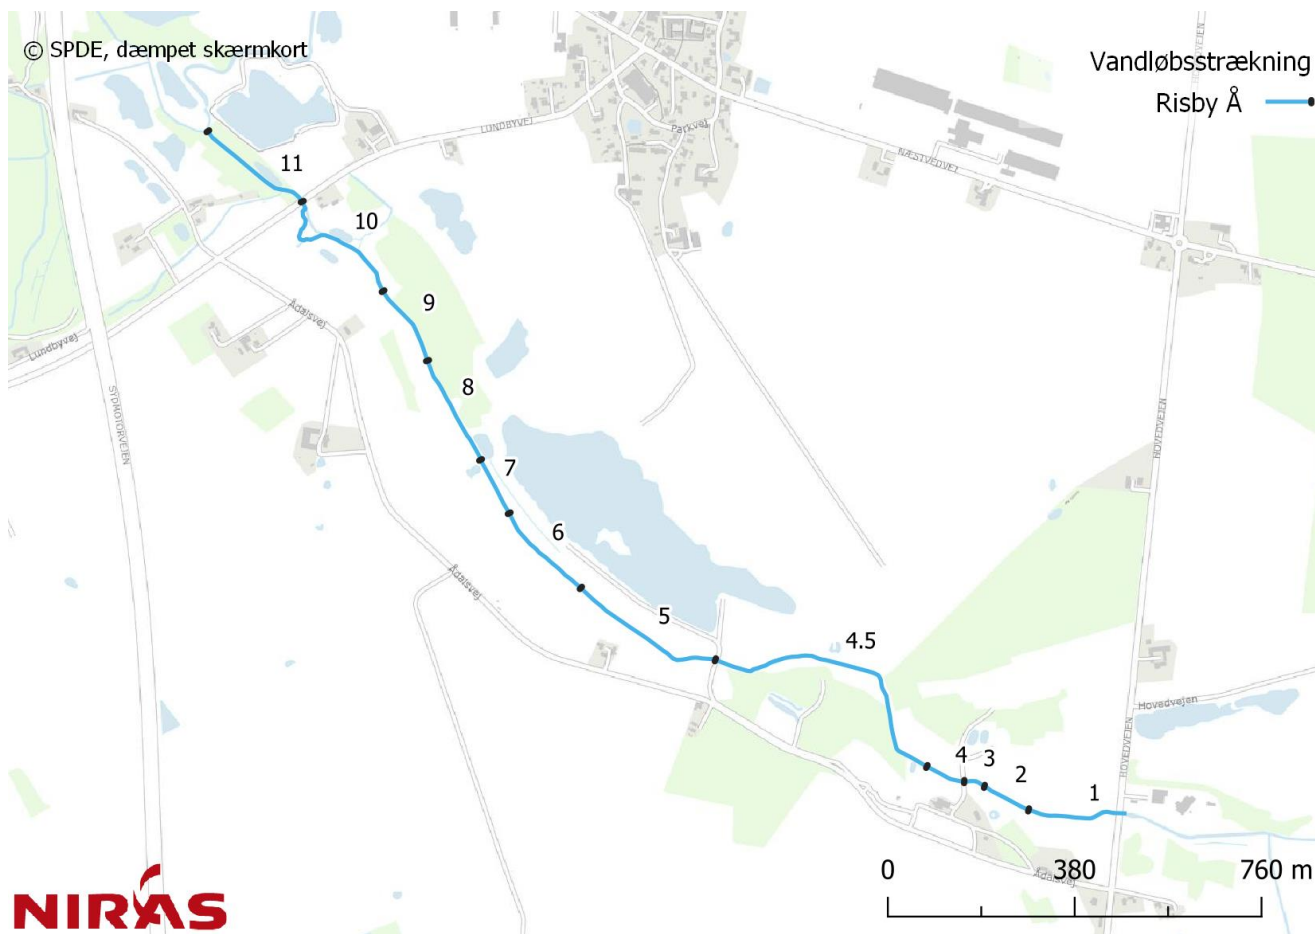 © SPDE, dæmpet skærmkort
Vandløbsstrækning
Risby Å
LUNDBYVEJ
Parkvej
NÆSTVEDVEJ
11
10
9
8
7
6
5
4.5
4
3
2
1
Ådalsvej
Lundbyvej
SYDMOTORVEJEN
HOVEDVEJEN
Ådalsvej
Hovedvejen
HOVEDVEJEN
Ådalsvej
0 380 760 m
NIRAS